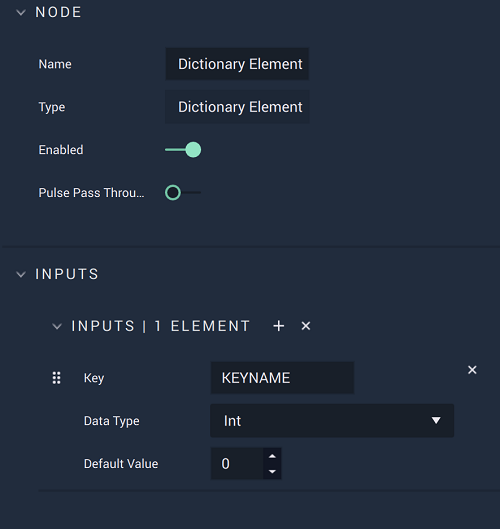 NODE
Name Dictionary Element
Type Dictionary Element
Enabled
Pulse Pass Throu...
INPUTS
INPUTS | 1 ELEMENT
Key KEYNAME
Data Type Int
Default Value 0